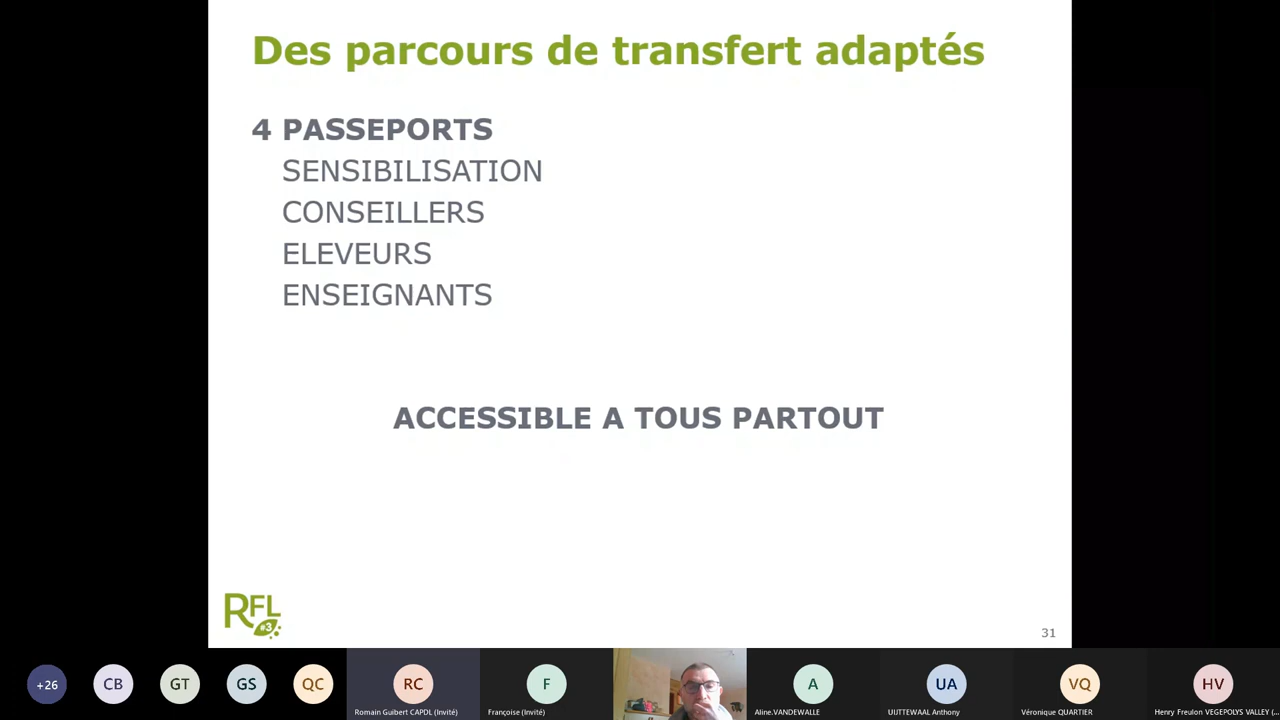 Des parcours de transfert adaptés
4 PASSEPORTS
SENSIBILISATION
CONSEILLERS
ELEVEURS
ENSEIGNANTS
ACCESSIBLE A TOUS PARTOUT
RFL
#3
31
+26
CB
GT
GS
QC
RC
Romain Guibert CAPDL (Invité)
F
Françoise (Invité)
A
Aline.VANDEWALLE
UA
UIJTTEWAAL Anthony
VQ
Véronique QUARTIER
HV
Henry Freulon VEGEPOLYS VALLEY (...